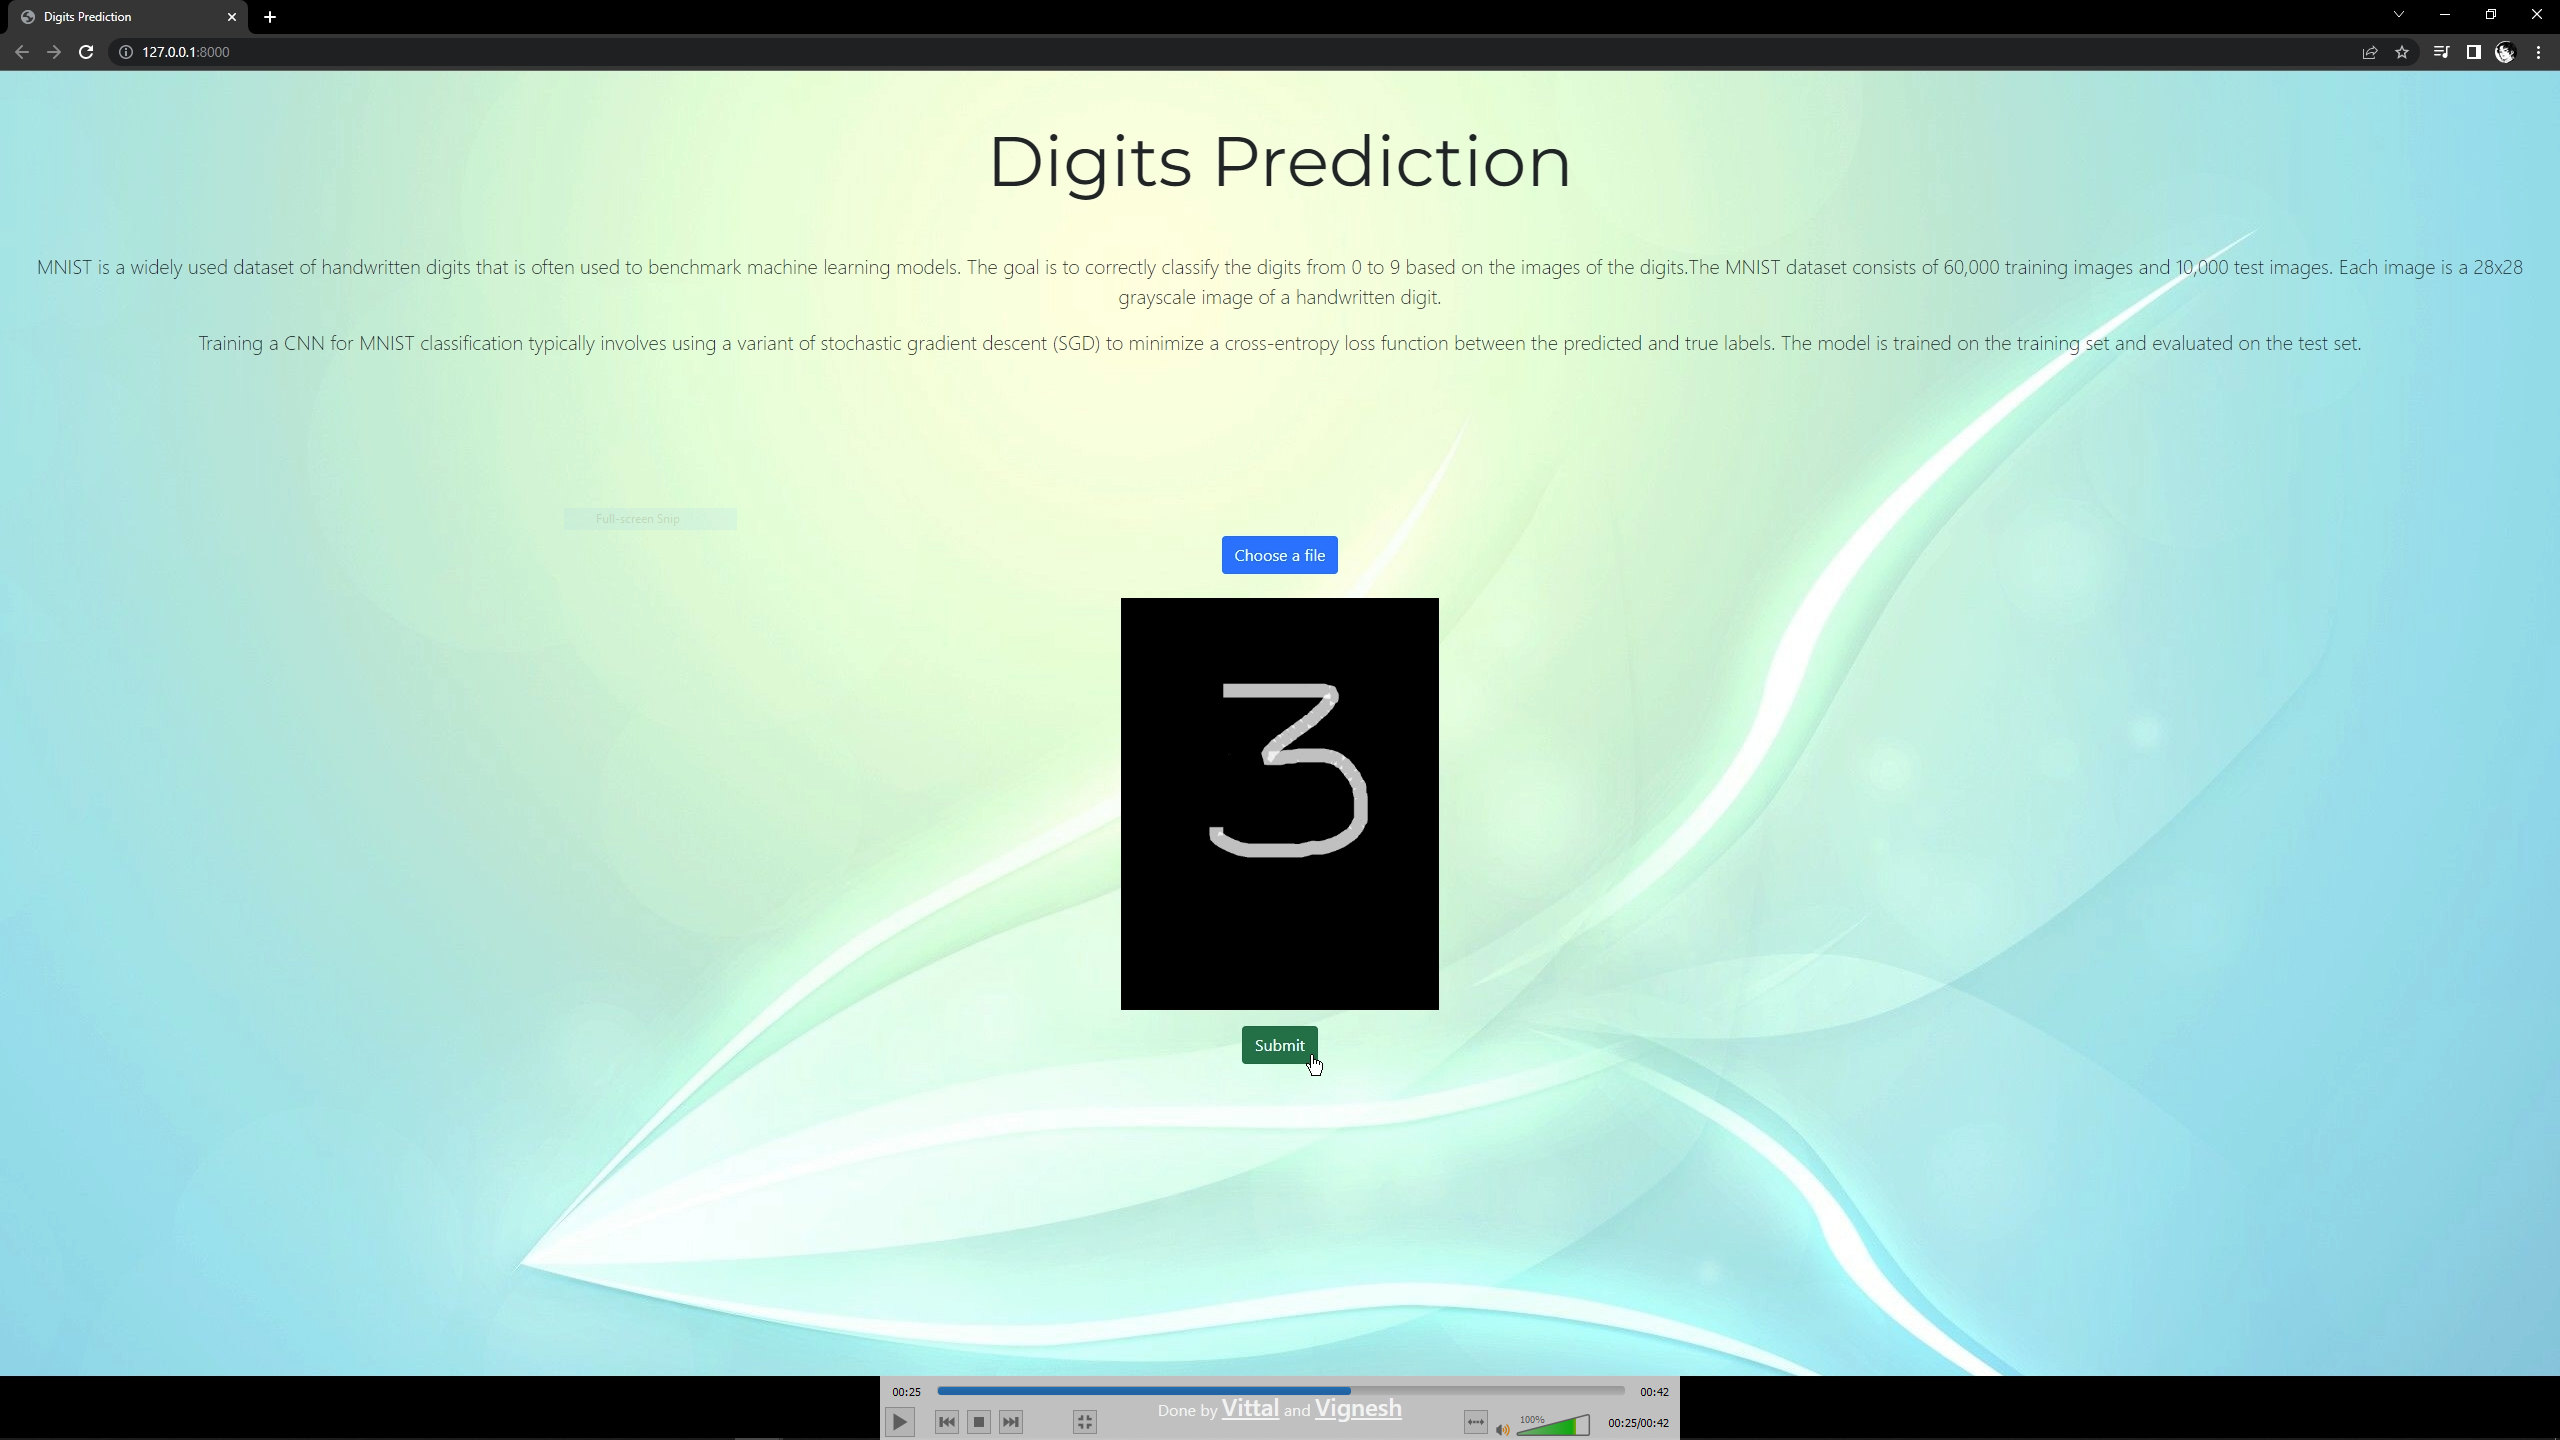 Digits Prediction
127.0.0.1:8000
Digits Prediction
MNIST is a widely used dataset of handwritten digits that is often used to benchmark machine learning models. The goal is to correctly classify the digits from 0 to 9 based on the images of the digits.The MNIST dataset consists of 60,000 training images and 10,000 test images. Each image is a 28x28
grayscale image of a handwritten digit.
Training a CNN for MNIST classification typically involves using a variant of stochastic gradient descent (SGD) to minimize a cross-entropy loss function between the predicted and true labels. The model is trained on the training set and evaluated on the test set.
Full-screen Snip
Choose a file
3
Submit
00:25
00:42
Done by Vittal and Vignesh
100%
00:25/00:42